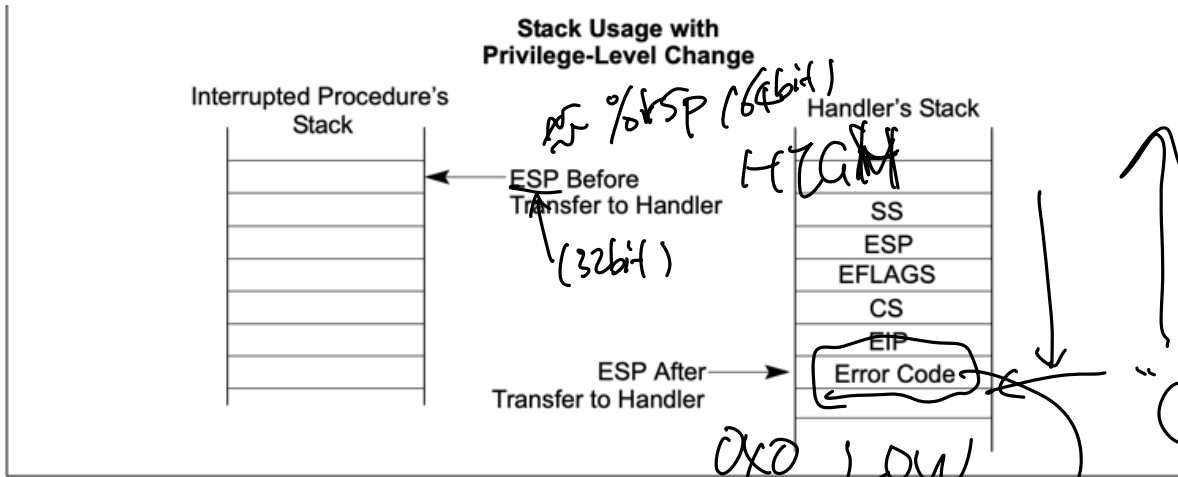 Stack Usage with
Privilege-Level Change
Interrupted Procedure's
Stack
%rsp (64bit)
Handler's Stack
ESP Before
Transfer to Handler
(32bit)
SS
ESP
EFLAGS
CS
EIP
Error Code
ESP After
Transfer to Handler
0x0 LOW